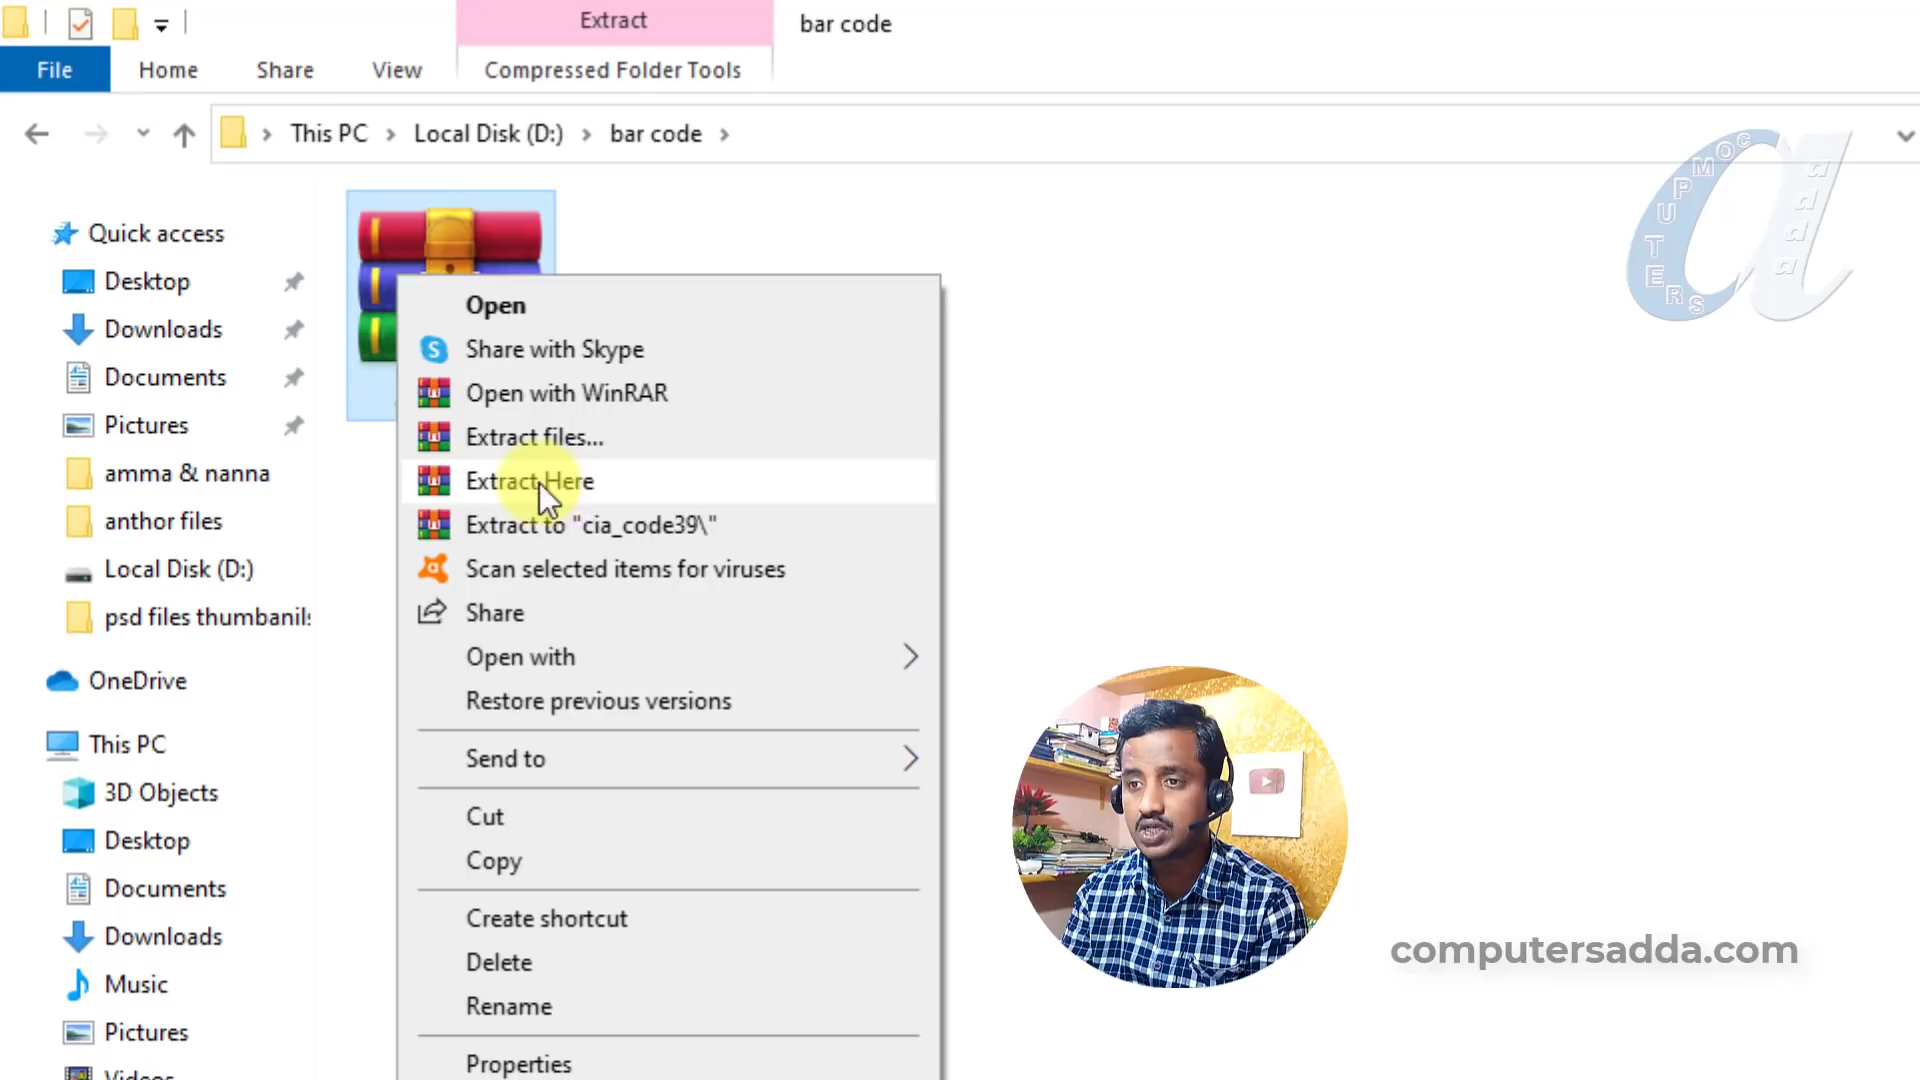 Extract
bar code
File
Home
Share
View
Compressed Folder Tools
This PC
Local Disk (D:)
bar code
COMPUTERS
adda
Quick access
Desktop
Downloads
Documents
Pictures
amma & nanna
anthor files
Local Disk (D:)
psd files thumbanils
OneDrive
This PC
3D Objects
Desktop
Documents
Downloads
Music
Pictures
Videos
Open
Share with Skype
Open with WinRAR
Extract files...
Extract Here
Extract to "cia_code39\"
Scan selected items for viruses
Share
Open with
Restore previous versions
Send to
Cut
Copy
Create shortcut
Delete
Rename
Properties
computersadda.com